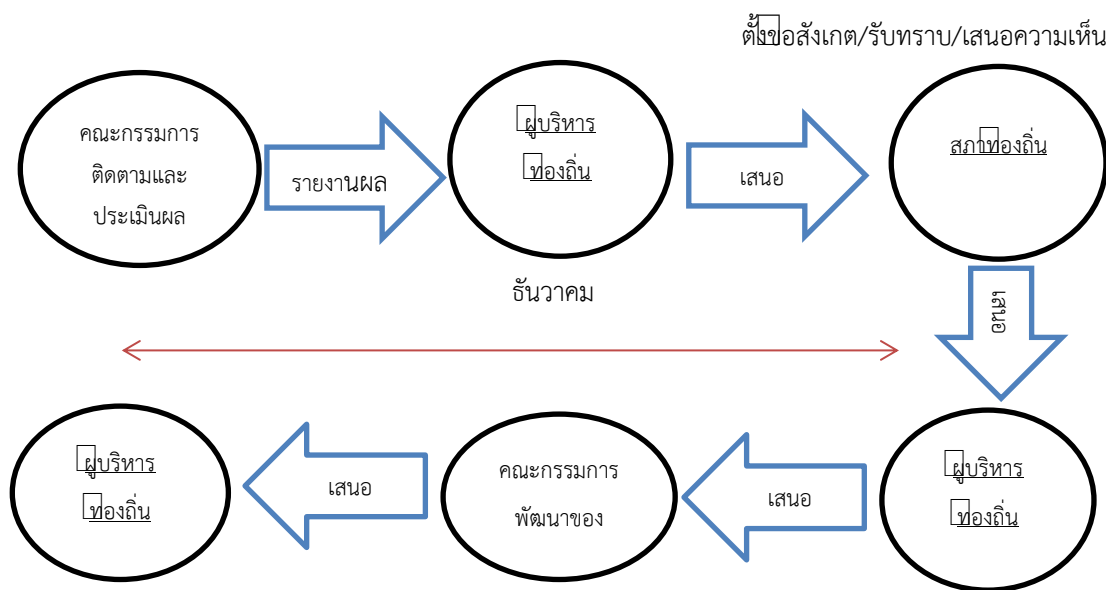 ตั้งขอสังเกต/รับทราบ/เสนอความเห็น
คณะกรรมการ
ติดตามและ
ประเมินผล
รายงานผล
ผูบริหาร
ทองถิ่น
เสนอ
สภาทองถิ่น
ธันวาคม
เสนอ
ผูบริหาร
ทองถิ่น
เสนอ
คณะกรรมการ
พัฒนาของ
เสนอ
ผูบริหาร
ทองถิ่น